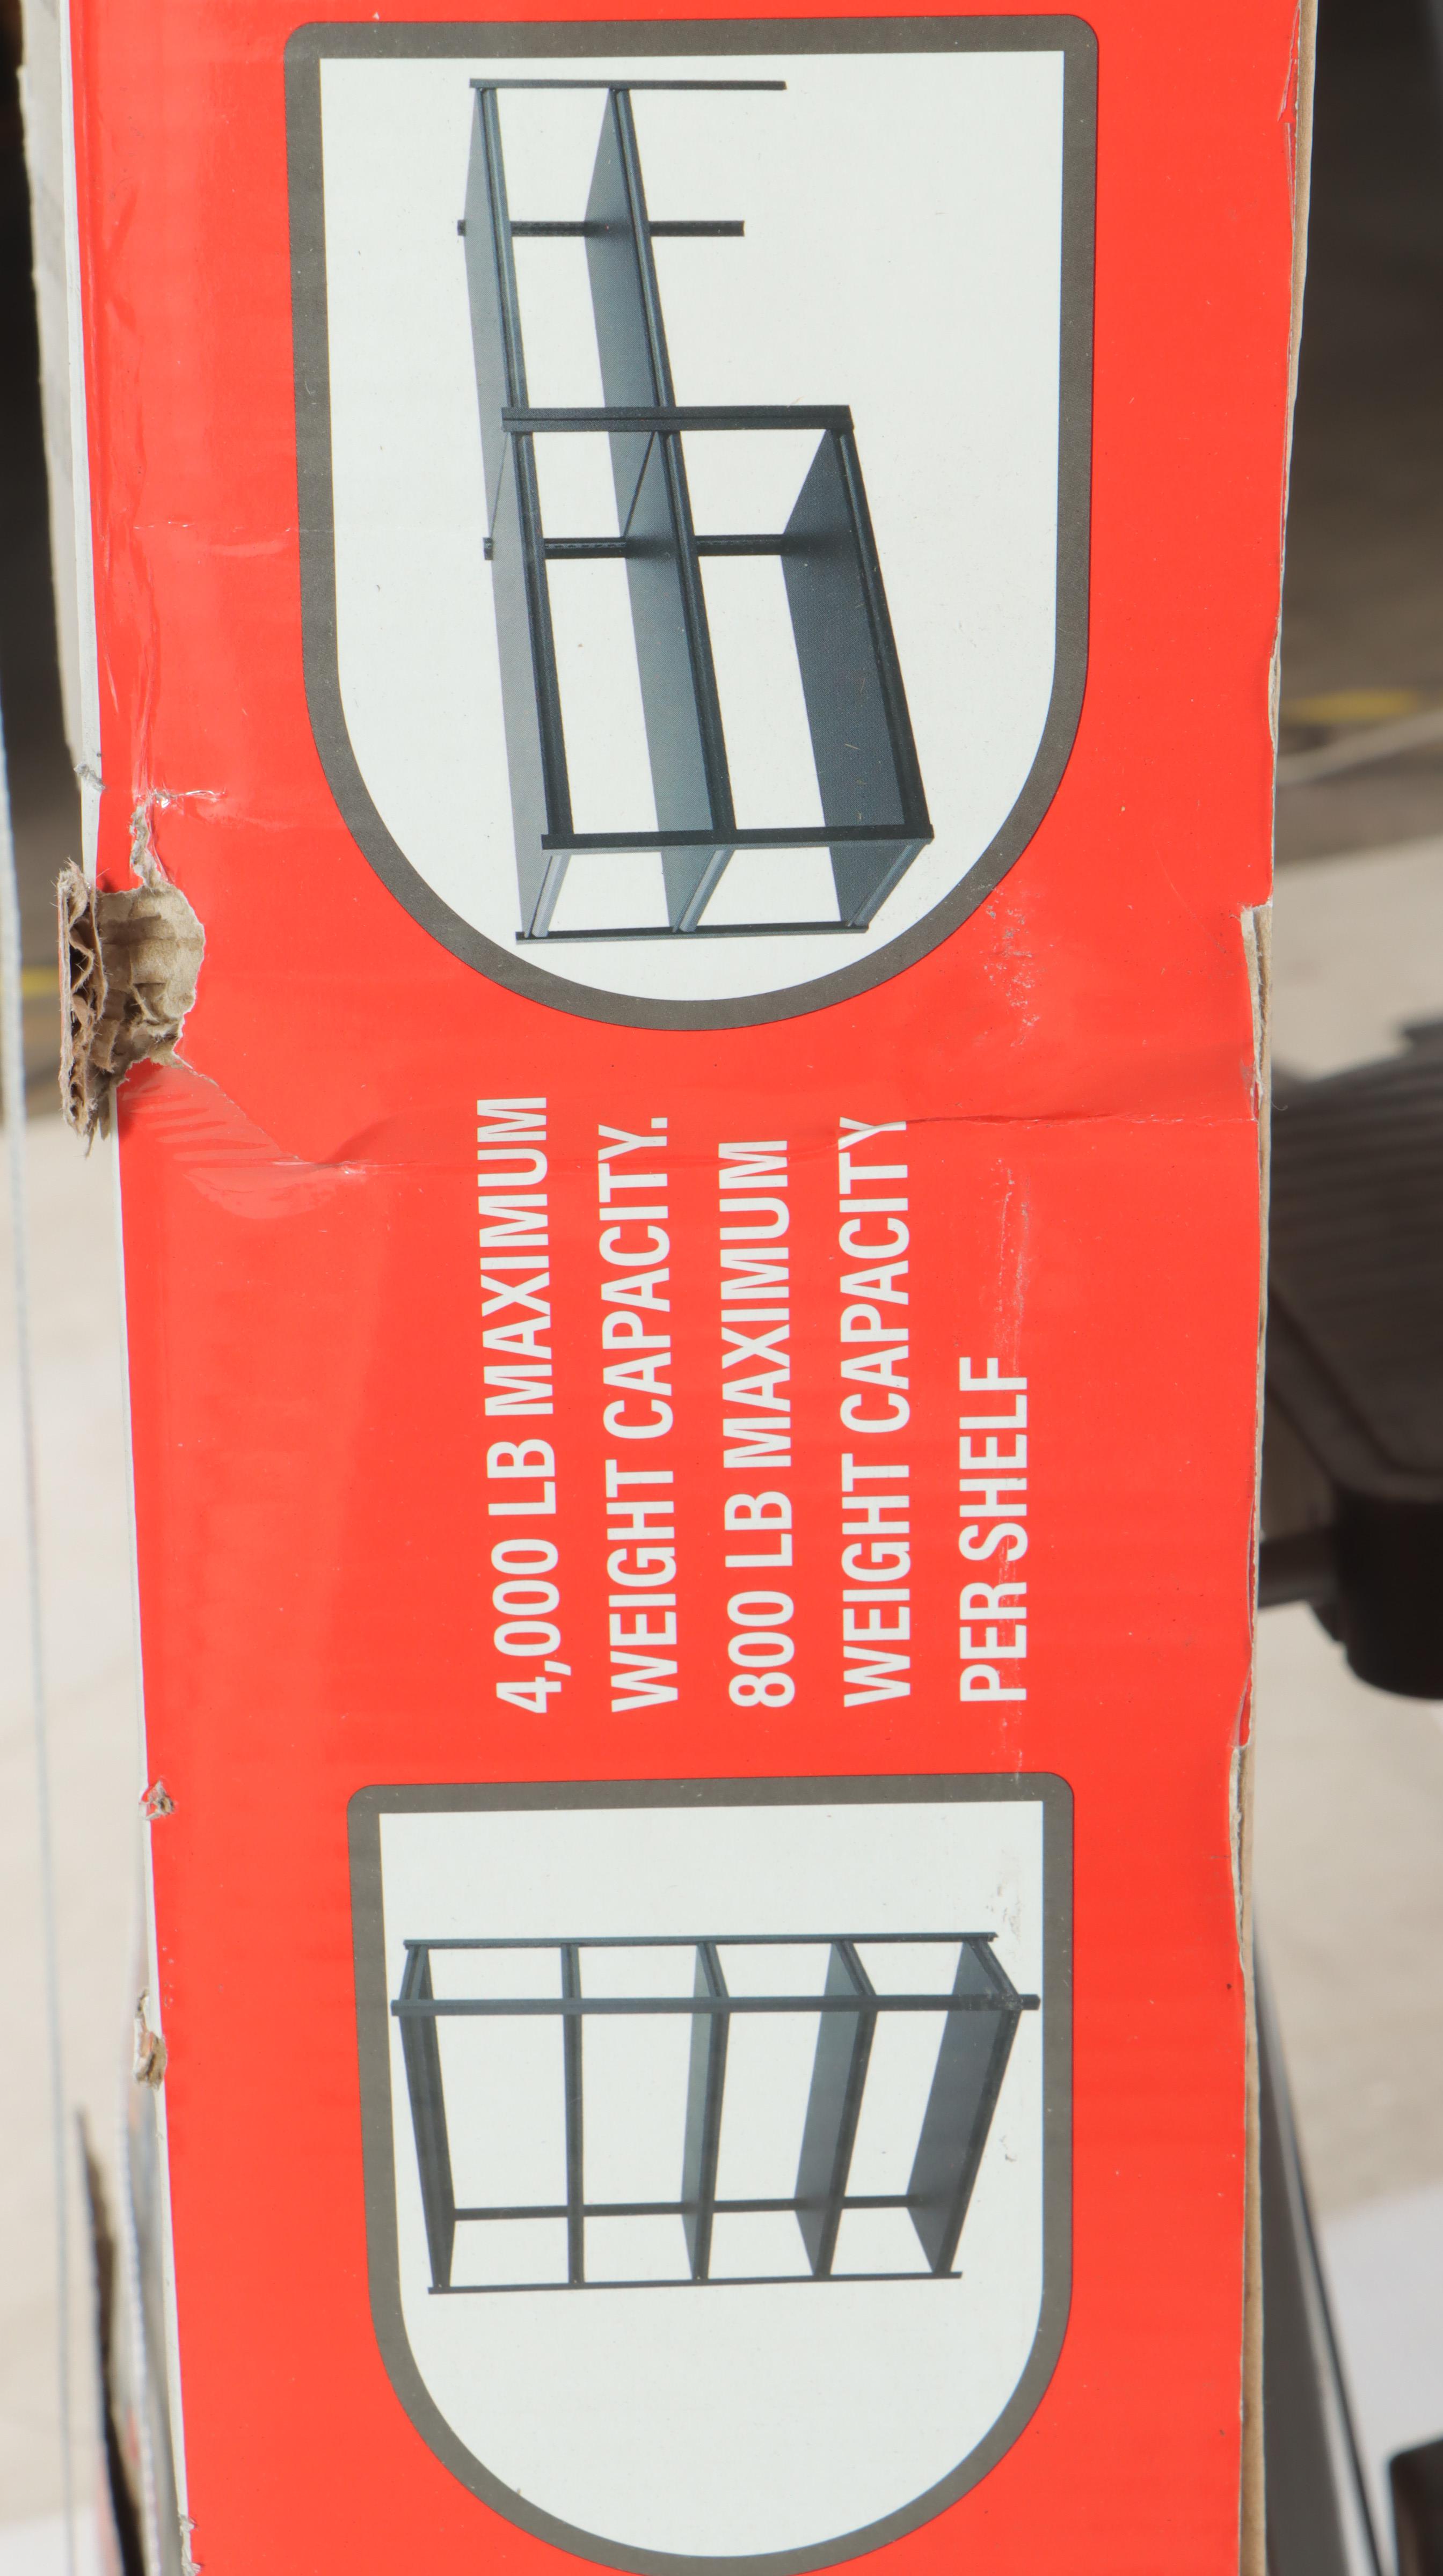 4,000 LB MAXIMUM
WEIGHT CAPACITY.
800 LB MAXIMUM
WEIGHT CAPACITY
PER SHELF